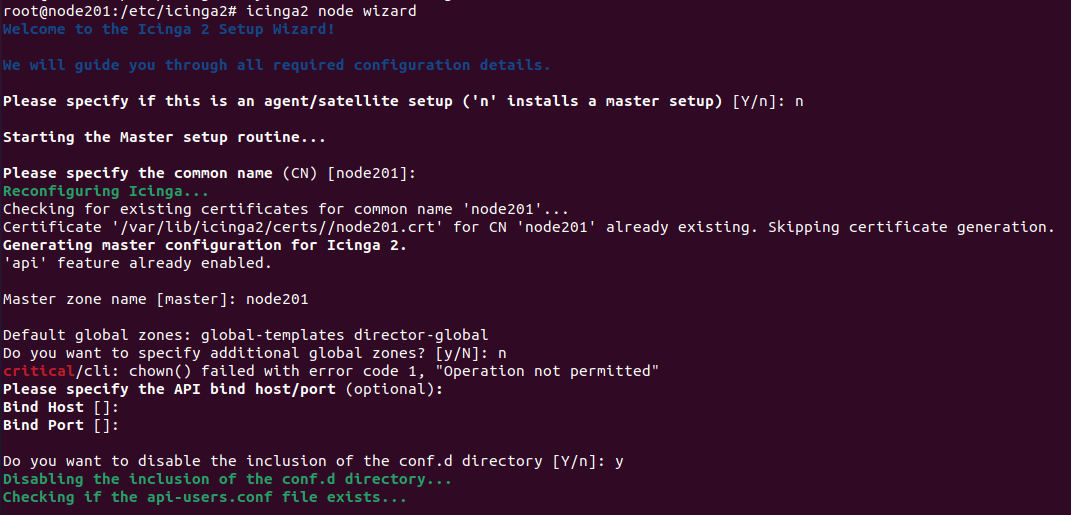 root@node201:/etc/icinga2# icinga2 node wizard
Welcome to the Icinga 2 Setup Wizard!
We will guide you through all required configuration details.
Please specify if this is an agent/satellite setup ('n' installs a master setup) [Y/n]: n
Starting the Master setup routine...
Please specify the common name (CN) [node201]:
Reconfiguring Icinga...
Checking for existing certificates for common name 'node201'...
Certificate '/var/lib/icinga2/certs//node201.crt' for CN 'node201' already existing. Skipping certificate generation.
Generating master configuration for Icinga 2.
'api' feature already enabled.
Master zone name [master]: node201
Default global zones: global-templates director-global
Do you want to specify additional global zones? [y/N]: n
critical/cli: chown() failed with error code 1, "Operation not permitted"
Please specify the API bind host/port (optional):
Bind Host []:
Bind Port []:
Do you want to disable the inclusion of the conf.d directory [Y/n]: y
Disabling the inclusion of the conf.d directory...
Checking if the api-users.conf file exists...